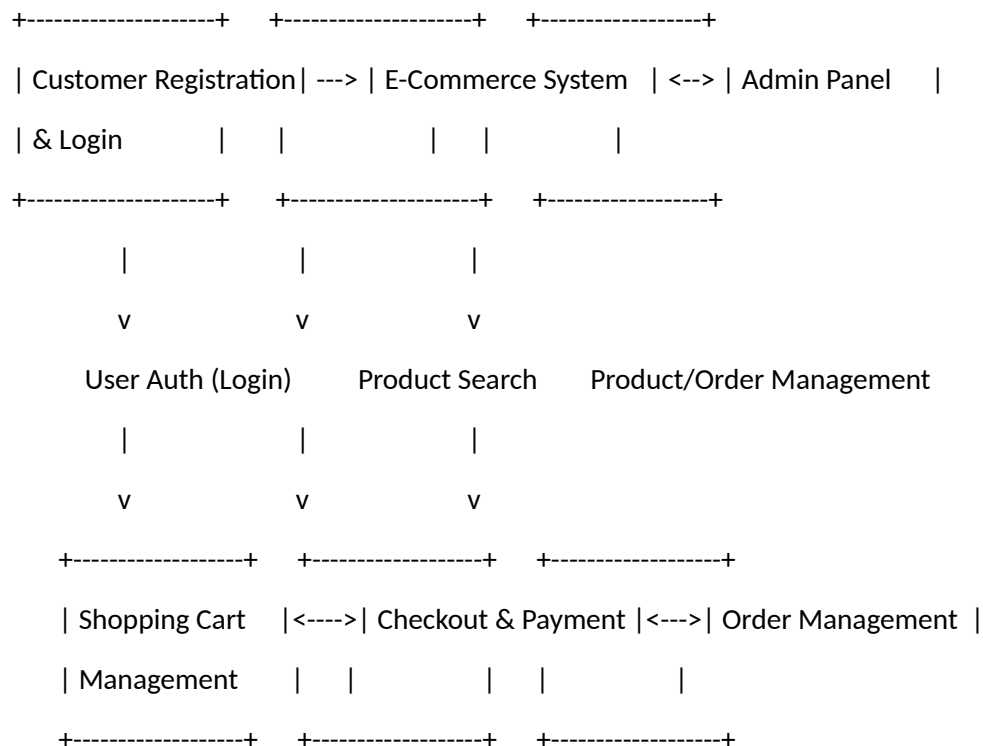 +---------------------+ +---------------------+ +------------------+
| Customer Registration| ---> | E-Commerce System | <--> | Admin Panel |
| & Login | | | | |
+---------------------+ +---------------------+ +------------------+
| | |
v v v
User Auth (Login) Product Search Product/Order Management
| | |
v v v
+-------------------+ +-------------------+ +-------------------+
| Shopping Cart |<---->| Checkout & Payment |<--->| Order Management |
| Management | | | | |
+-------------------+ +-------------------+ +-------------------+